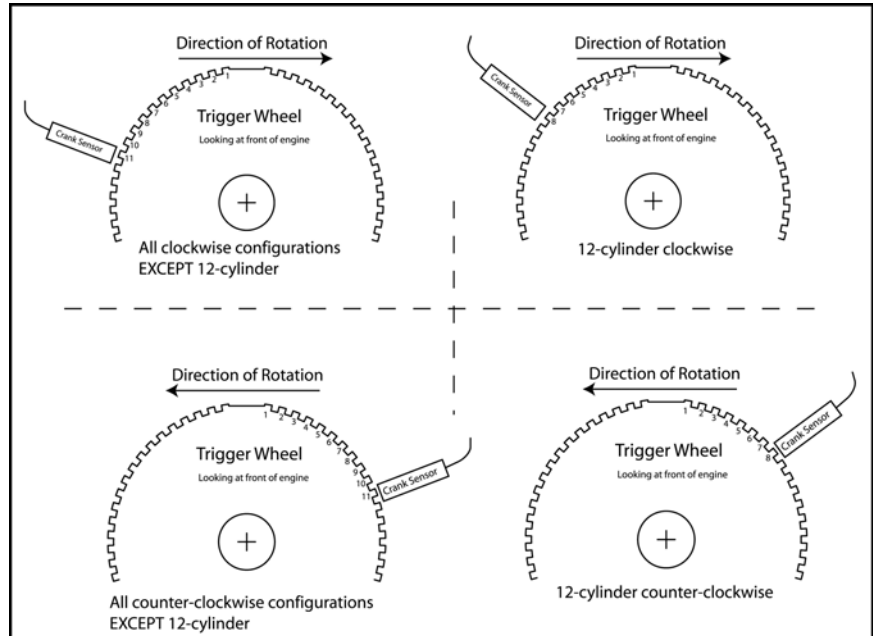 Direction of Rotation
1
2
3
4
5
6
7
8
9
10
11
Crank Sensor
Trigger Wheel
Looking at front of engine
All clockwise configurations
EXCEPT 12-cylinder
Direction of Rotation
1
2
3
4
5
6
7
8
Crank Sensor
Trigger Wheel
Looking at front of engine
12-cylinder clockwise
Direction of Rotation
1
2
3
4
5
6
7
8
9
10
11
Crank Sensor
Trigger Wheel
Looking at front of engine
All counter-clockwise configurations
EXCEPT 12-cylinder
Direction of Rotation
1
2
3
4
5
6
7
8
Crank Sensor
Trigger Wheel
Looking at front of engine
12-cylinder counter-clockwise